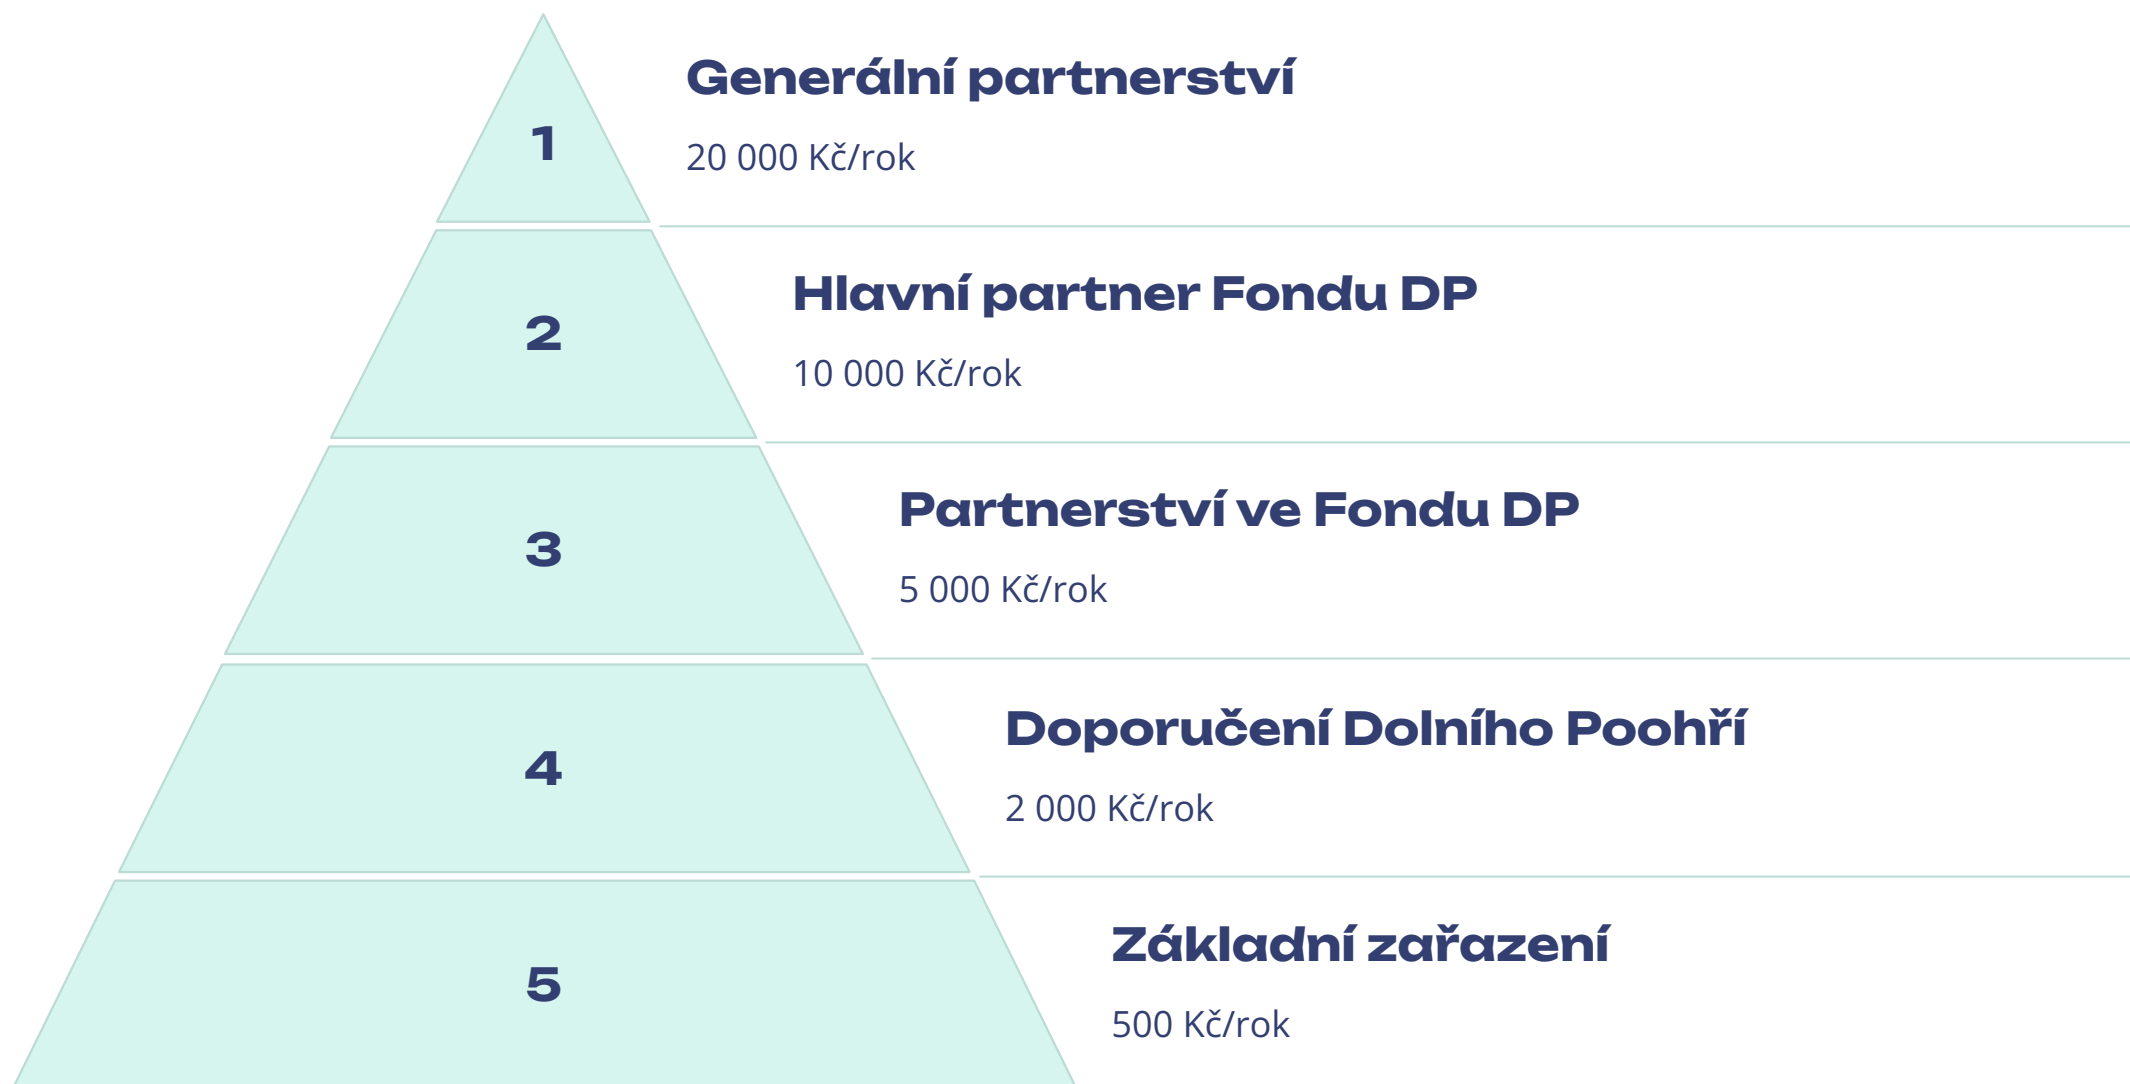 1
Generální partnerství
20 000 Kč/rok
2
Hlavní partner Fondu DP
10 000 Kč/rok
3
Partnerství ve Fondu DP
5 000 Kč/rok
4
Doporučení Dolního Poohří
2 000 Kč/rok
5
Základní zařazení
500 Kč/rok